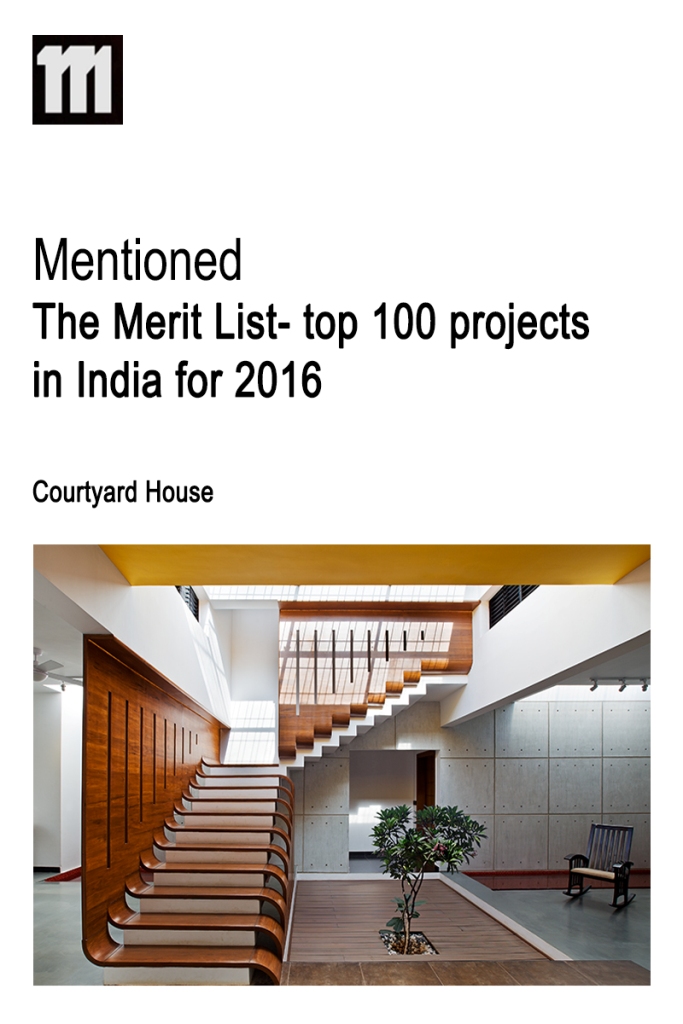 Mentioned
The Merit List- top 100 projects
in India for 2016
Courtyard House